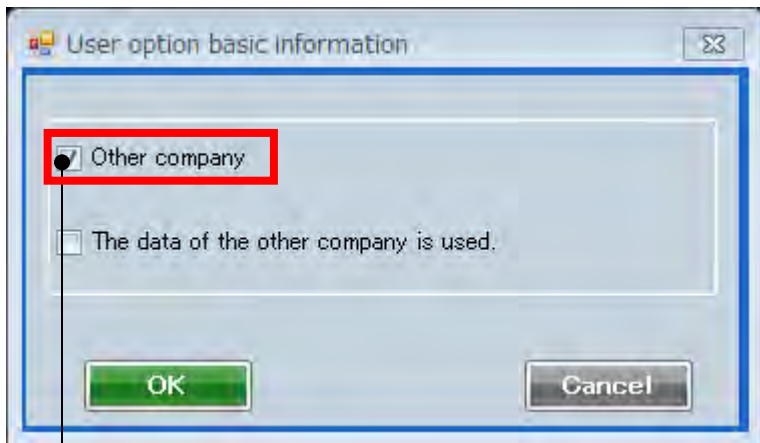 User option basic information
Other company
The data of the other company is used.
OK
Cancel